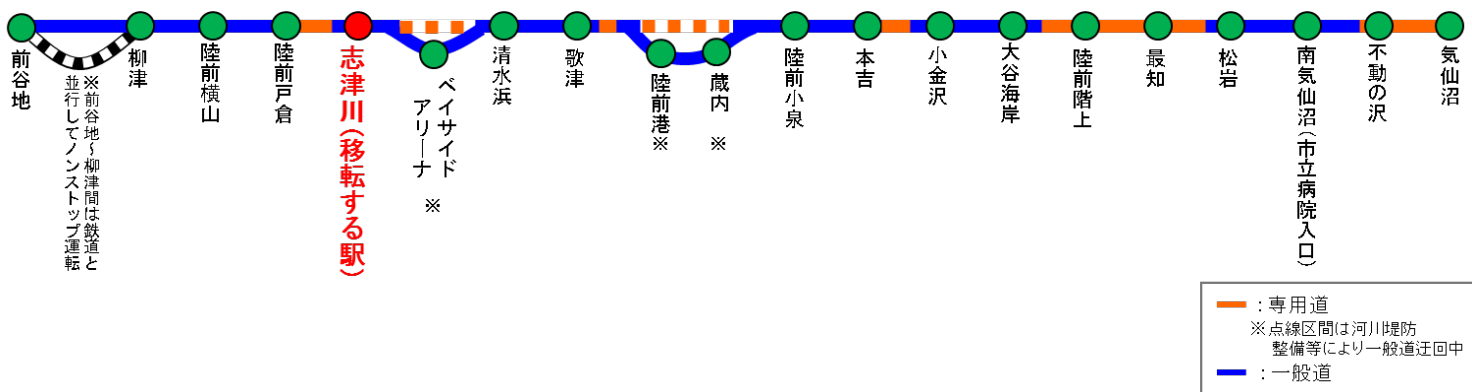 前谷地
※前谷地～柳津間は鉄道と
並行してノンストップ運転
柳津
陸前横山
陸前戸倉
志津川(移転する駅)
ベイサイド
アリーナ ※
清水浜
歌津
陸前港※
蔵内 ※
陸前小泉
本吉
小金沢
大谷海岸
陸前階上
最知
松岩
南気仙沼(市立病院入口)
不動の沢
気仙沼
：専用道
※点線区間は河川堤防
整備等により一般道迂回中
：一般道